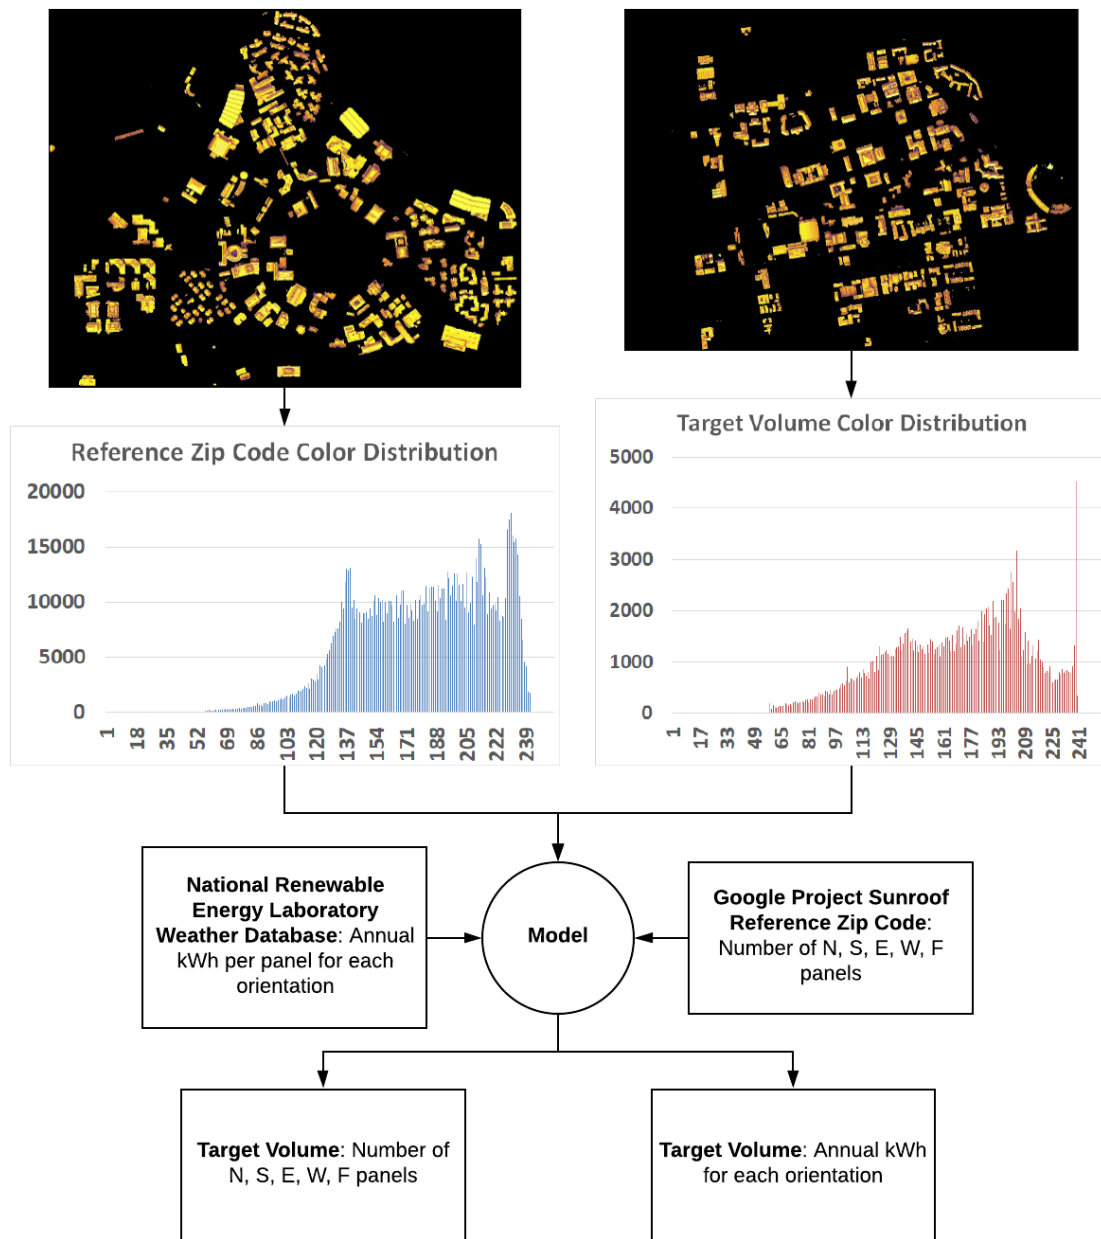 Reference Zip Code Color Distribution
20000
15000
10000
5000
0
1 18 35 52 69 86 103 120 137 154 171 188 205 222 239
Target Volume Color Distribution
5000
4000
3000
2000
1000
0
1 17 33 49 65 81 97 113 129 145 161 177 193 209 225 241
National Renewable
Energy Laboratory
Weather Database: Annual
kWh per panel for each
orientation
Model
Google Project Sunroof
Reference Zip Code:
Number of N, S, E, W, F
panels
Target Volume: Number of
N, S, E, W, F panels
Target Volume: Annual kWh
for each orientation